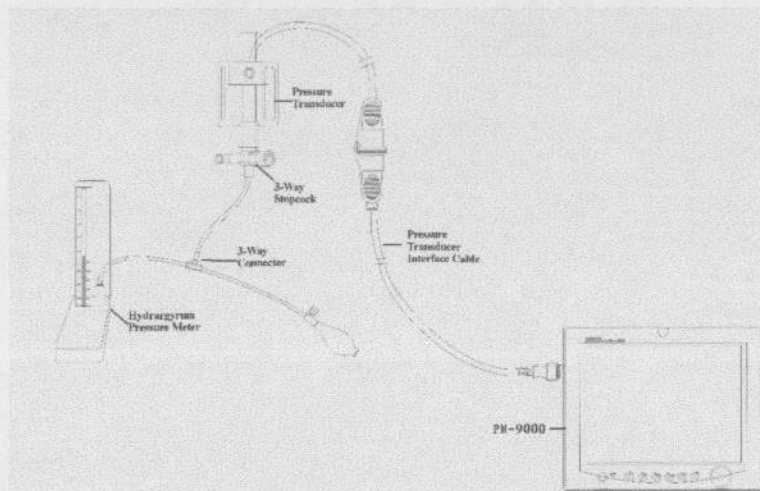 Pressure
Transducer
3-Way
Stopcock
3-Way
Connector
Pressure
Transducer
Interface Cable
Hydrargyrum
Pressure Meter
PM-9000